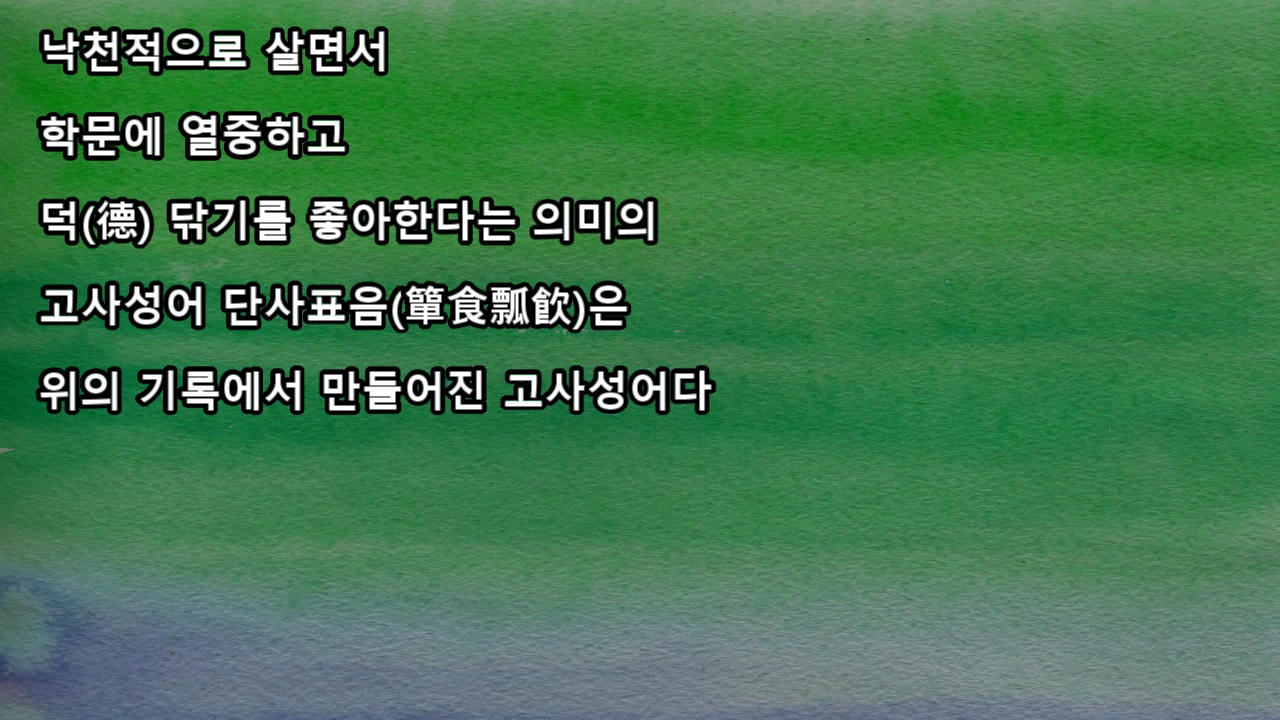 낙천적으로 살면서
학문에 열중하고
덕(德) 닦기를 좋아한다는 의미의
고사성어 단사표음(簞食瓢飮)은
위의 기록에서 만들어진 고사성어다